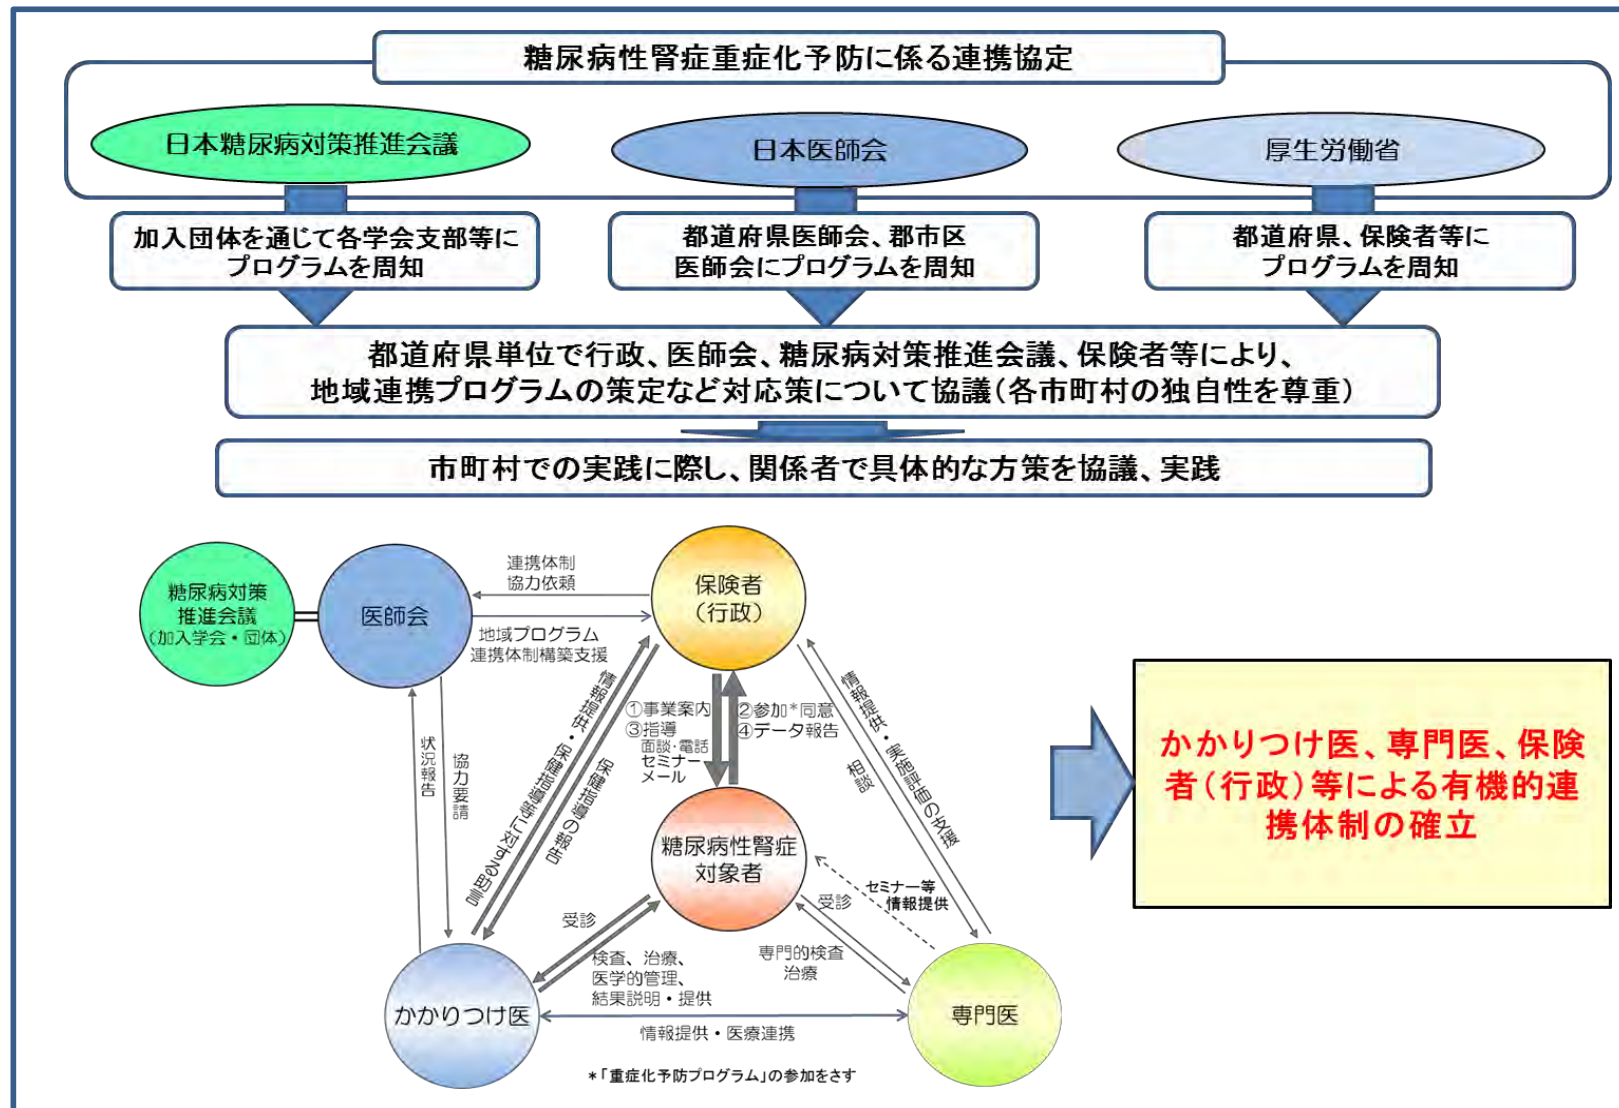 糖尿病性腎症重症化予防に係る連携協定
日本糖尿病対策推進会議
日本医師会
厚生労働省
加入団体を通じて各学会支部等に
プログラムを周知
都道府県医師会、郡市区
医師会にプログラムを周知
都道府県、保険者等に
プログラムを周知
都道府県単位で行政、医師会、糖尿病対策推進会議、保険者等により、
地域連携プログラムの策定など対応策について協議(各市町村の独自性を尊重)
市町村での実践に際し、関係者で具体的な方策を協議、実践
糖尿病対策
推進会議
(加入学会・団体)
医師会
連携体制
協力依頼
地域プログラム
連携体制構築支援
保険者
(行政)
状況報告
協力要請
情報提供・保健指導等に対する助言
保健指導の報告
①事業案内
③指導
面談・電話
セミナー
メール
②参加*同意
④データ報告
情報提供・実施評価の支援
相談
糖尿病性腎症
対象者
セミナー等
情報提供
受診
検査、治療、
医学的管理、
結果説明・提供
受診
専門的検査
治療
かかりつけ医
情報提供・医療連携
専門医
*「重症化予防プログラム」の参加をさす
かかりつけ医、専門医、保険
者(行政)等による有機的連
携体制の確立